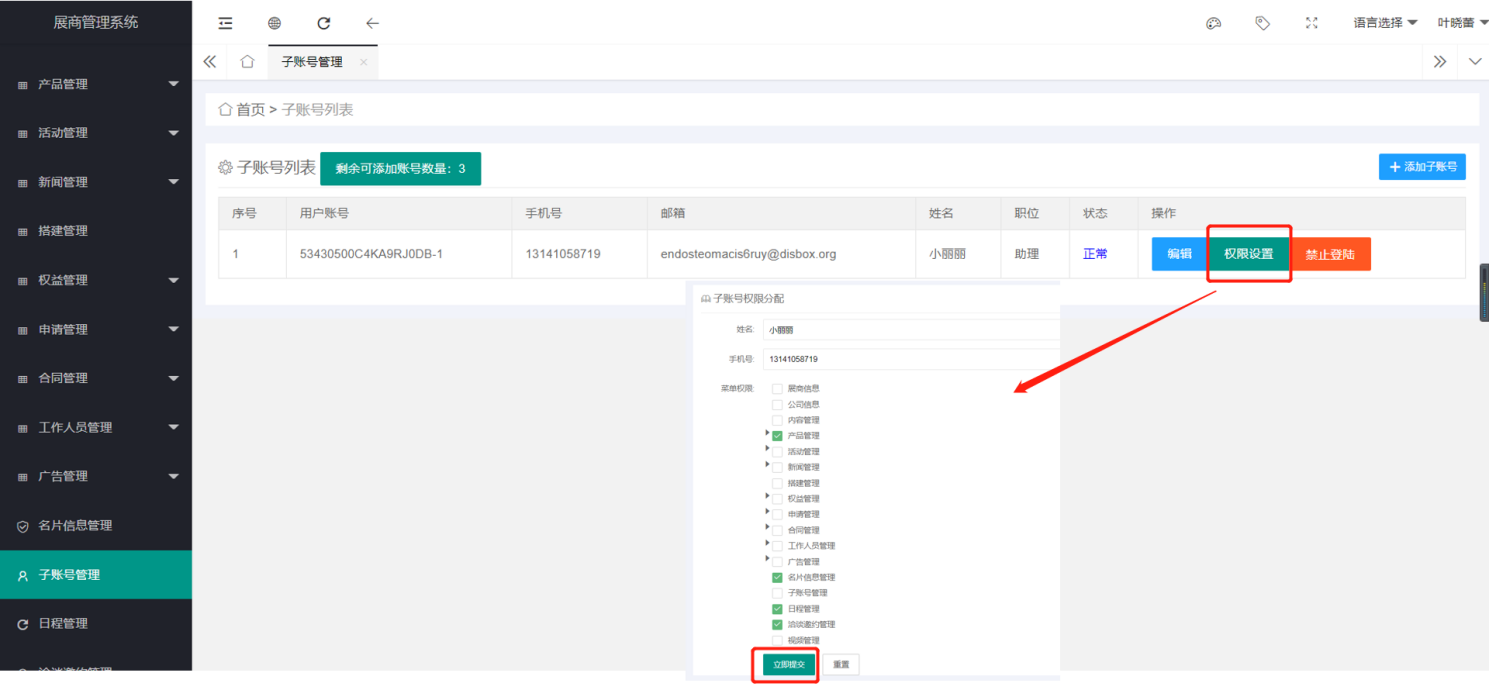 展商管理系统
语言选择
叶晓蕾
子账号管理 ×
产品管理
活动管理
新闻管理
搭建管理
权益管理
申请管理
合同管理
工作人员管理
广告管理
名片信息管理
子账号管理
日程管理
洽谈邀约管理
首页 > 子账号列表
子账号列表 剩余可添加账号数量：3
+ 添加子账号
序号 用户账号 手机号 邮箱 姓名 职位 状态 操作
1 53430500C4KA9RJ0DB-1 13141058719 endosteomacis6ruy@disbox.org 小丽丽 助理 正常 编辑 权限设置 禁止登陆
子账号权限分配
姓名: 小丽丽
手机号: 13141058719
菜单权限: 展商信息
公司信息
内容管理
产品管理
活动管理
新闻管理
搭建管理
权益管理
申请管理
合同管理
工作人员管理
广告管理
名片信息管理
子账号管理
日程管理
洽谈邀约管理
视频管理
立即提交 重置